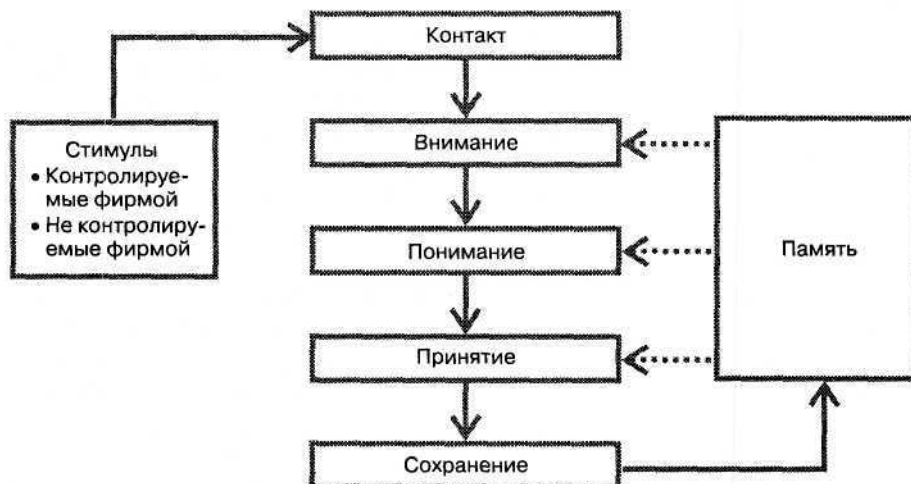 Контакт
Стимулы
• Контролируе-
мые фирмой
• Не контролиру-
емые фирмой
Внимание
Понимание
Память
Принятие
Сохранение